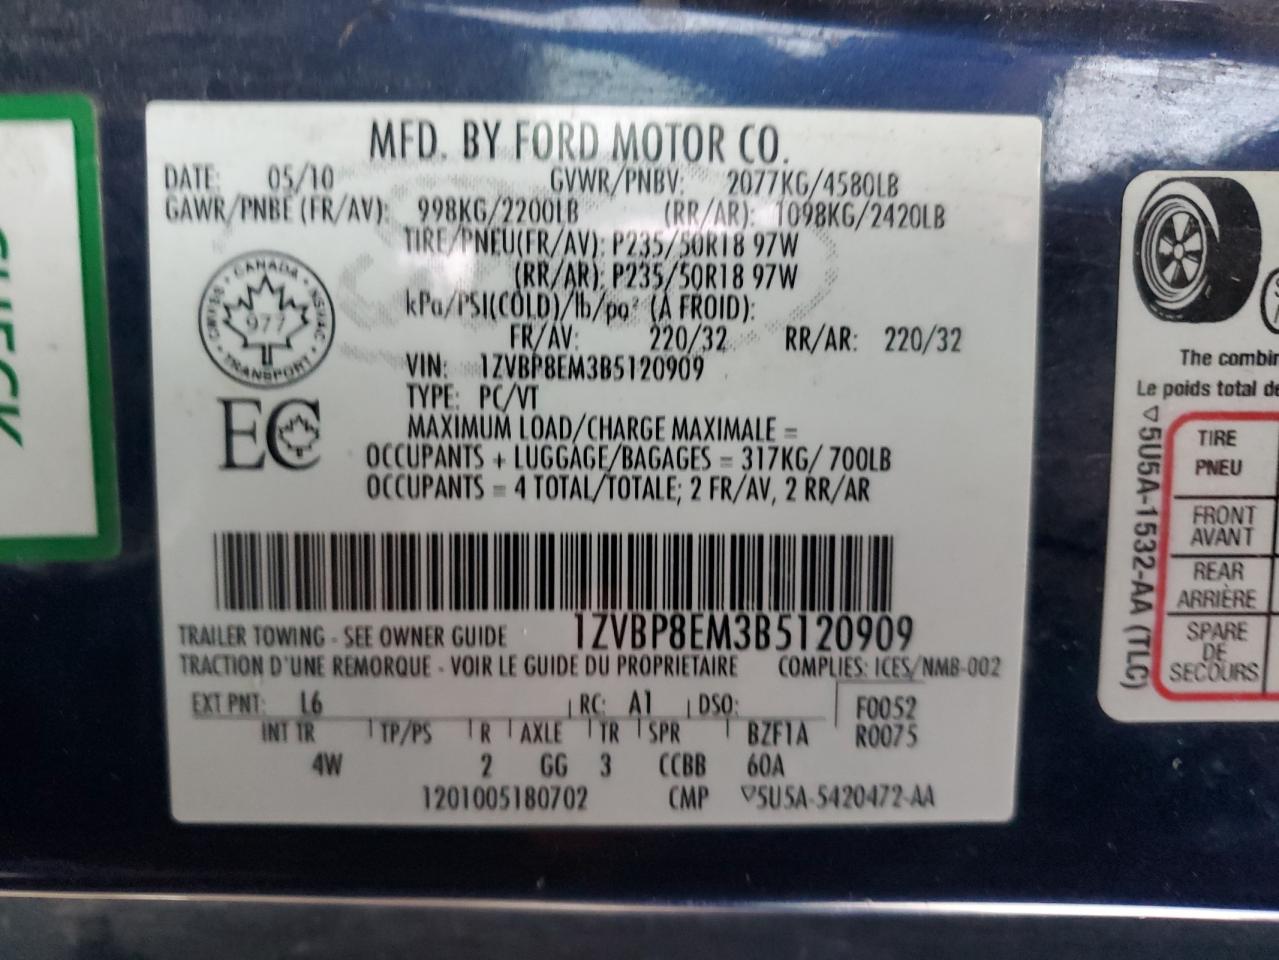 MFD. BY FORD MOTOR CO.
DATE: 05/10 GVWR/PNBV: 2077KG/4580LB
GAWR/PNBE (FR/AV): 998KG/2200LB (RR/AR): 1098KG/2420LB
TIRE/PNEU(FR/AV): P235/50R18 97W
(RR/AR): P235/50R18 97W
kPa/PSI(COLD)/lb/po² (A FROID):
FR/AV: 220/32 RR/AR: 220/32
VIN: 1ZVBP8EM3B5120909
TYPE: PC/VT
MAXIMUM LOAD/CHARGE MAXIMALE =
OCCUPANTS + LUGGAGE/BAGAGES = 317KG/ 700LB
OCCUPANTS = 4 TOTAL/TOTALE; 2 FR/AV, 2 RR/AR
CANADA
977
TRANSPORT
EC
1ZVBP8EM3B5120909
TRAILER TOWING - SEE OWNER GUIDE
TRACTION D'UNE REMORQUE - VOIR LE GUIDE DU PROPRIETAIRE COMPLIES: ICES/NMB-002
EXT PNT: L6 RC: A1 DSO: F0052
INT TR TP/PS R AXLE TR SPR BZF1A R0075
4W 2 GG 3 CCBB 60A
1201005180702 CMP ▽5U5A-5420472-AA
CHECK
The combin
Le poids total de
▽5U5A-1532-AA (TLC)
TIRE
PNEU
FRONT
AVANT
REAR
ARRIÈRE
SPARE
DE
SECOURS